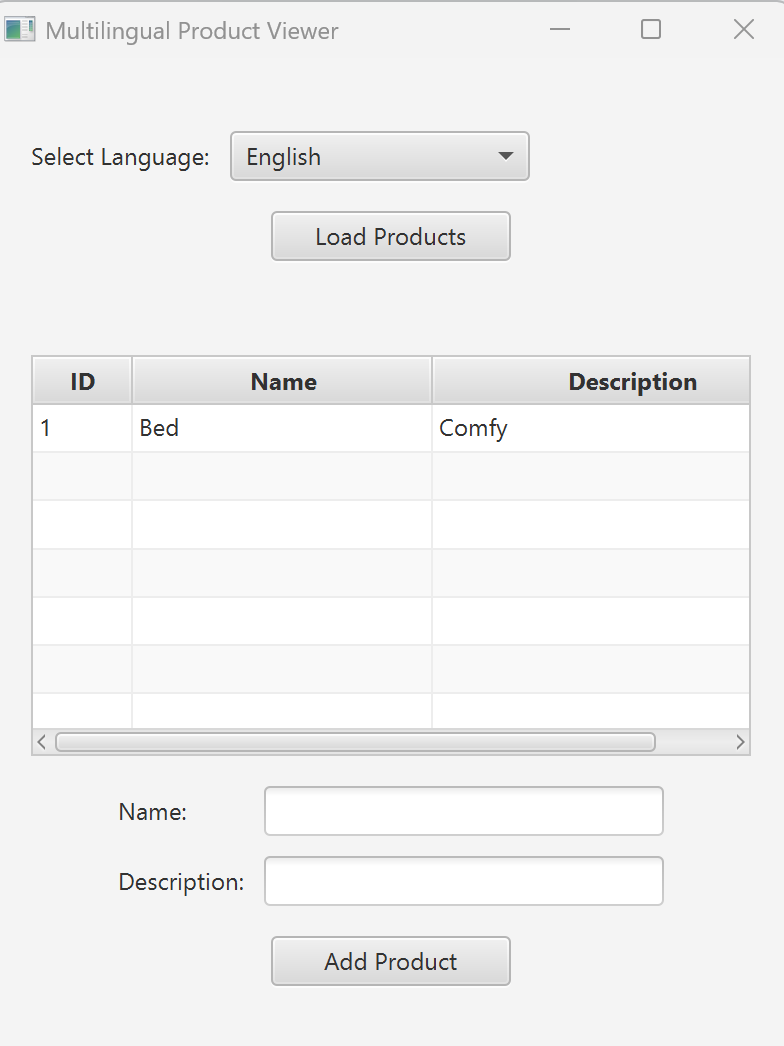 Multilingual Product Viewer
Select Language: English
Load Products
ID Name Description
1 Bed Comfy
Name:
Description:
Add Product